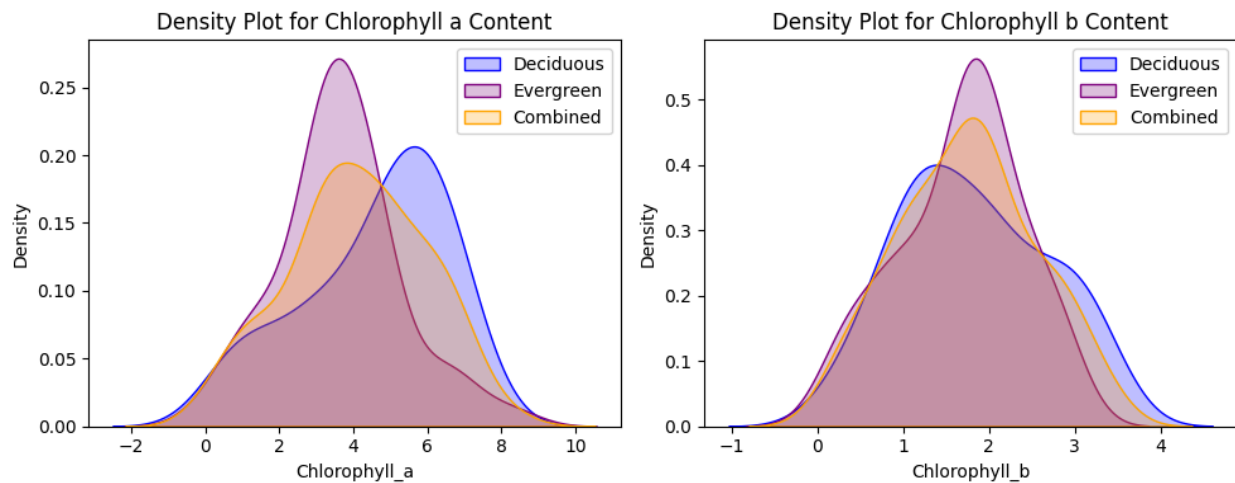 Density Plot for Chlorophyll a Content
Density
0.25
0.20
0.15
0.10
0.05
0.00
Deciduous
Evergreen
Combined
−2 0 2 4 6 8 10
Chlorophyll_a
Density Plot for Chlorophyll b Content
Density
0.5
0.4
0.3
0.2
0.1
0.0
Deciduous
Evergreen
Combined
−1 0 1 2 3 4
Chlorophyll_b